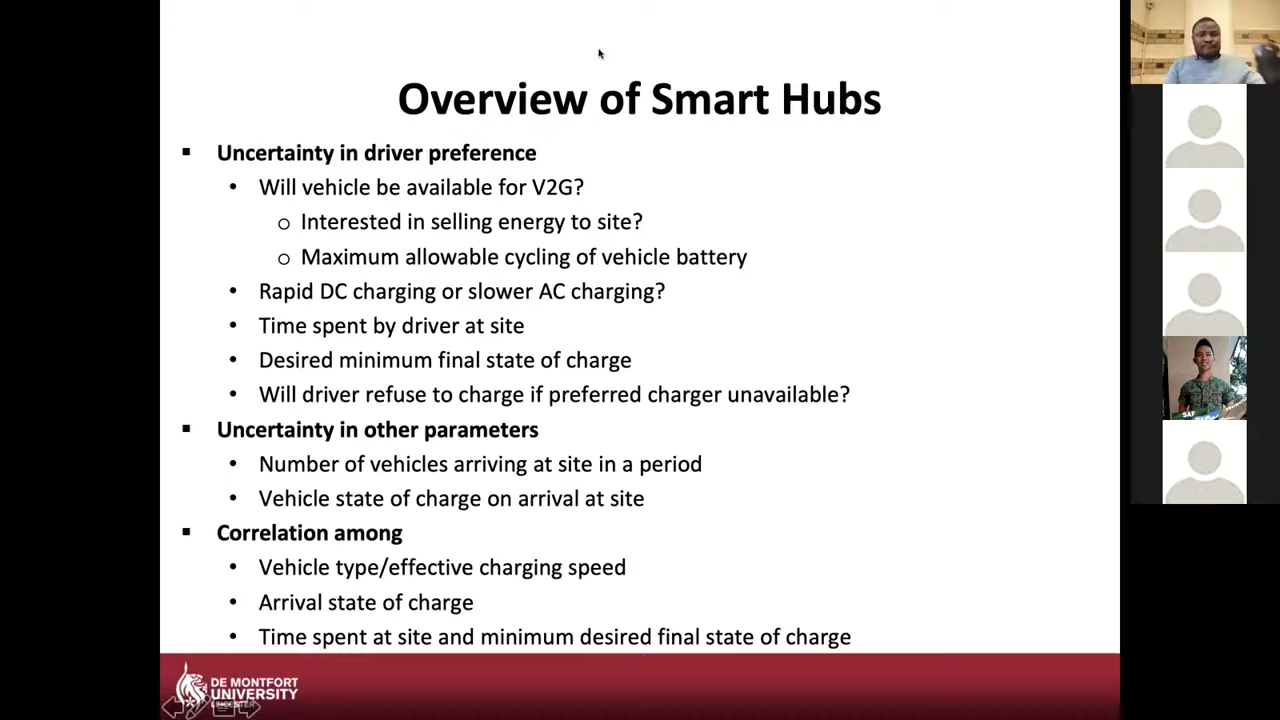 Overview of Smart Hubs
▪ Uncertainty in driver preference
• Will vehicle be available for V2G?
o Interested in selling energy to site?
o Maximum allowable cycling of vehicle battery
• Rapid DC charging or slower AC charging?
• Time spent by driver at site
• Desired minimum final state of charge
• Will driver refuse to charge if preferred charger unavailable?
▪ Uncertainty in other parameters
• Number of vehicles arriving at site in a period
• Vehicle state of charge on arrival at site
▪ Correlation among
• Vehicle type/effective charging speed
• Arrival state of charge
• Time spent at site and minimum desired final state of charge
DE MONTFORT
UNIVERSITY
LEICESTER
SAF